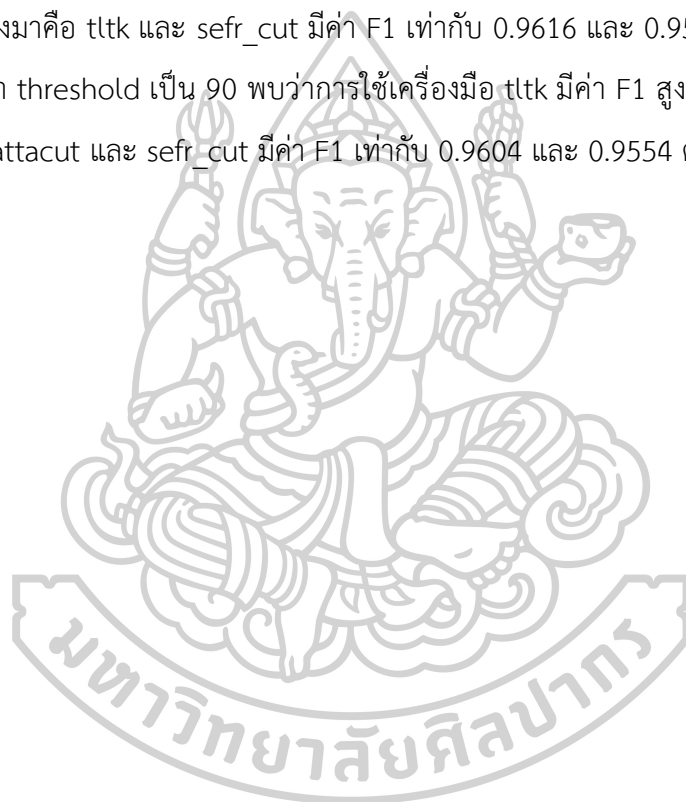 งมาคือ tltk และ sefr_cut มีค่า F1 เท่ากับ 0.9616 และ 0.95
threshold เป็น 90 พบว่าการใช้เครื่องมือ tltk มีค่า F1 สูง
attacut และ sefr_cut มีค่า F1 เท่ากับ 0.9604 และ 0.9554
มหาวิทยาลัยศิลปากร